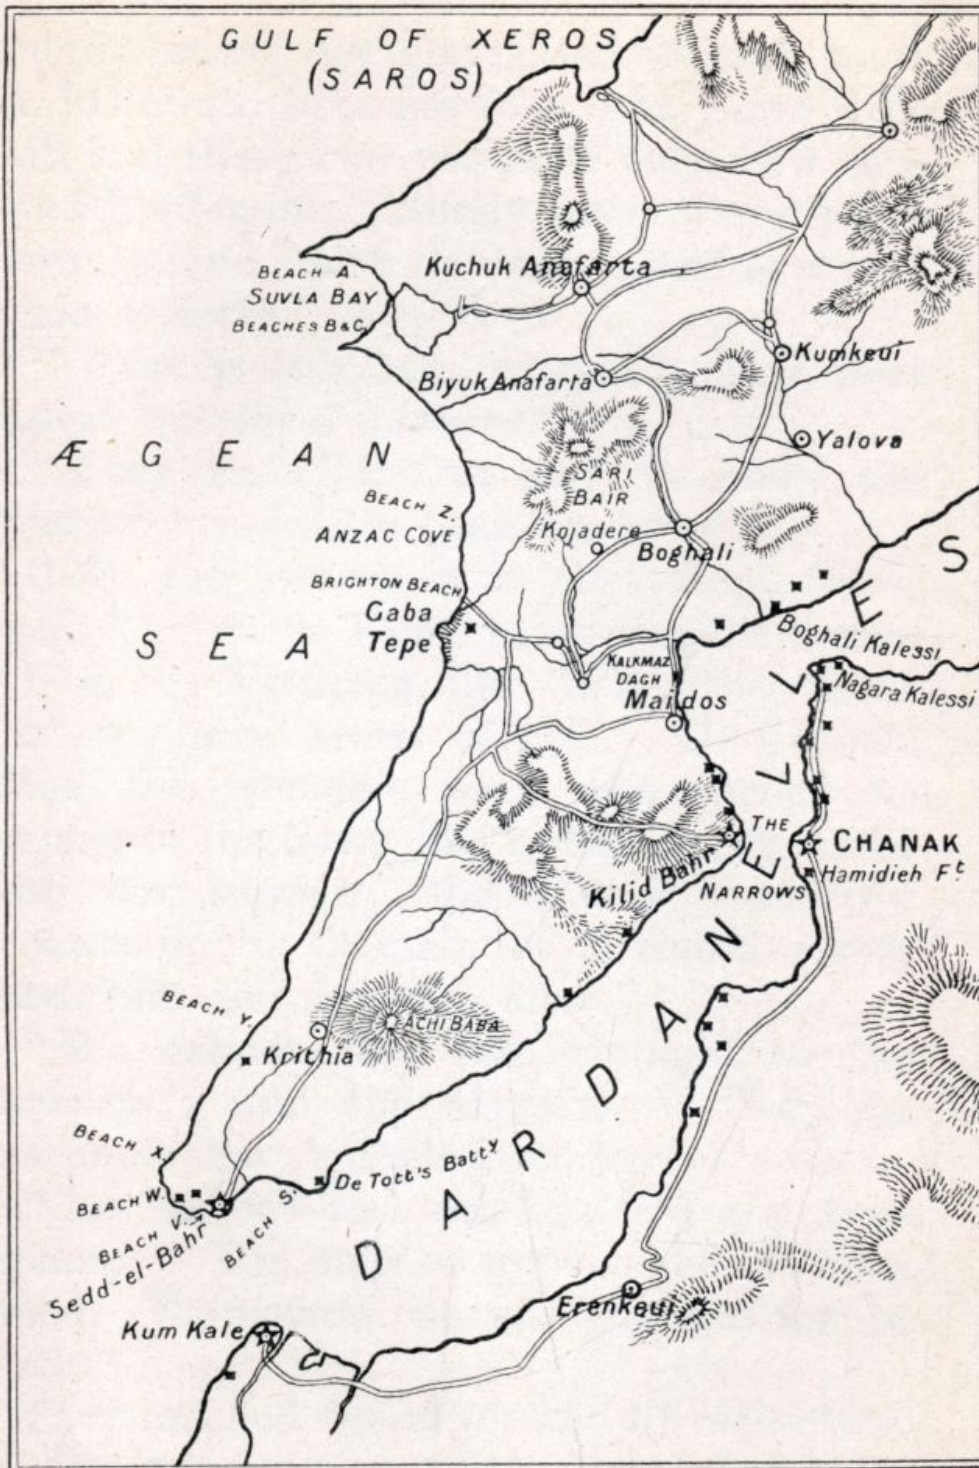 GULF OF XEROS
(SAROS)
BEACH A.
SUVLA BAY
BEACHES B & C.
Kuchuk Anafarta
Kumkeui
Biyuk Anafarta
Yalova
ÆGEAN
SEA
SARI
BAIR
BEACH Z.
ANZAC COVE
Kojadere
Boghali
BRIGHTON BEACH
Gaba
Tepe
KALKMAZ
DAGH
Maidos
Boghali Kalessi
Nagara Kalessi
THE
NARROWS
CHANAK
Hamidieh Ft.
Kilid Bahr
DARDANELLES
BEACH Y.
ACHI BABA
Krithia
BEACH X.
BEACH W.
BEACH V.
Sedd-el-Bahr
BEACH S.
De Tott's Batty
Erenkeui
Kum Kale